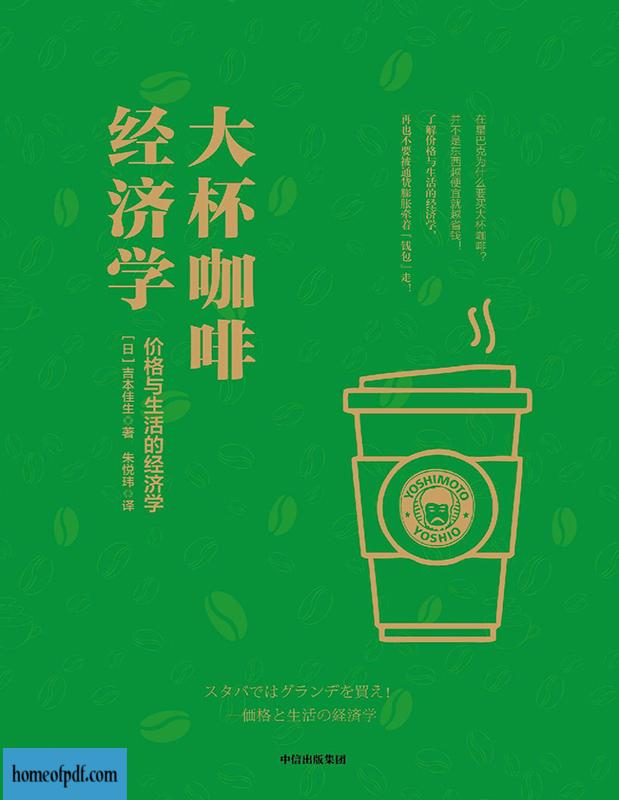 大杯咖啡
经济学
价格与生活的经济学
[日]吉本佳生◎著 朱悦玮◎译
在星巴克为什么要买大杯咖啡？
并不是东西越便宜就越省钱！
了解价格与生活的经济学，
再也不要被通货膨胀牵着“钱包”走！
YOSHIMOTO
YOSHIO
スタバではグランデを買え！
—価格と生活の経済学
中信出版集团
homeofpdf.com